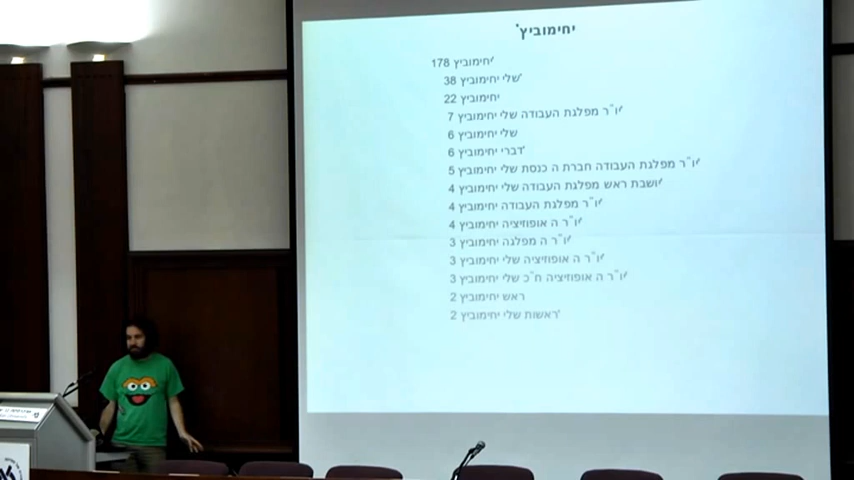 יחימוביץ'
יחימוביץ' 178
שלי יחימוביץ' 38
יחימוביץ 22
יו"ר מפלגת העבודה שלי יחימוביץ' 7
שלי יחימוביץ 6
דברי יחימוביץ' 6
יו"ר מפלגת העבודה חברת ה כנסת שלי יחימוביץ' 5
יושבת ראש מפלגת העבודה שלי יחימוביץ' 4
יו"ר מפלגת העבודה יחימוביץ' 4
יו"ר ה אופוזיציה יחימוביץ' 4
יו"ר ה מפלגה יחימוביץ' 3
יו"ר ה אופוזיציה שלי יחימוביץ' 3
יו"ר ה אופוזיציה ח"כ שלי יחימוביץ' 3
ראש יחימוביץ 2
ראשות שלי יחימוביץ' 2